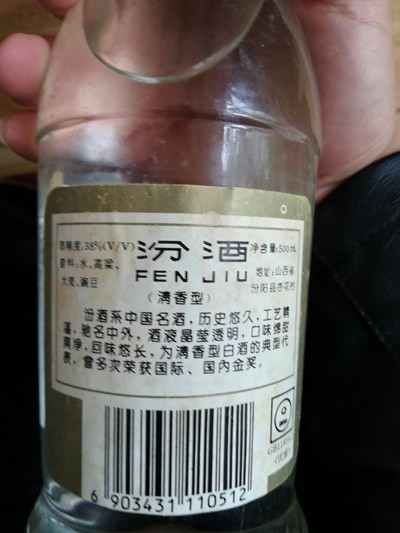 酒精度:38%(V/V)
原料:水、高粱、
大麦、豌豆
汾酒
FEN JIU
(清香型)
净含量:500mL
地址:山西省
汾阳县杏花村
汾酒系中国名酒,历史悠久,工艺精
湛,驰名中外,酒液晶莹透明,口味绵甜
爽净,回味悠长,为清香型白酒的典型代
表,曾多次荣获国际、国内金奖。
6 903431 110512
(优级)